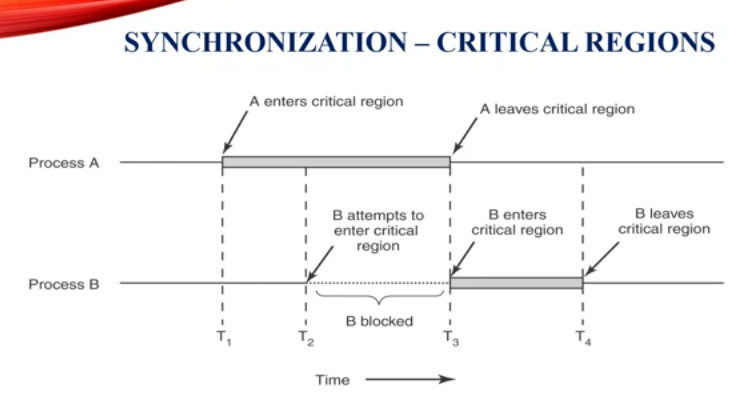 SYNCHRONIZATION – CRITICAL REGIONS
A enters critical region
A leaves critical region
Process A
B attempts to
enter critical
region
B enters
critical region
B leaves
critical region
Process B
B blocked
T1
T2
T3
T4
Time